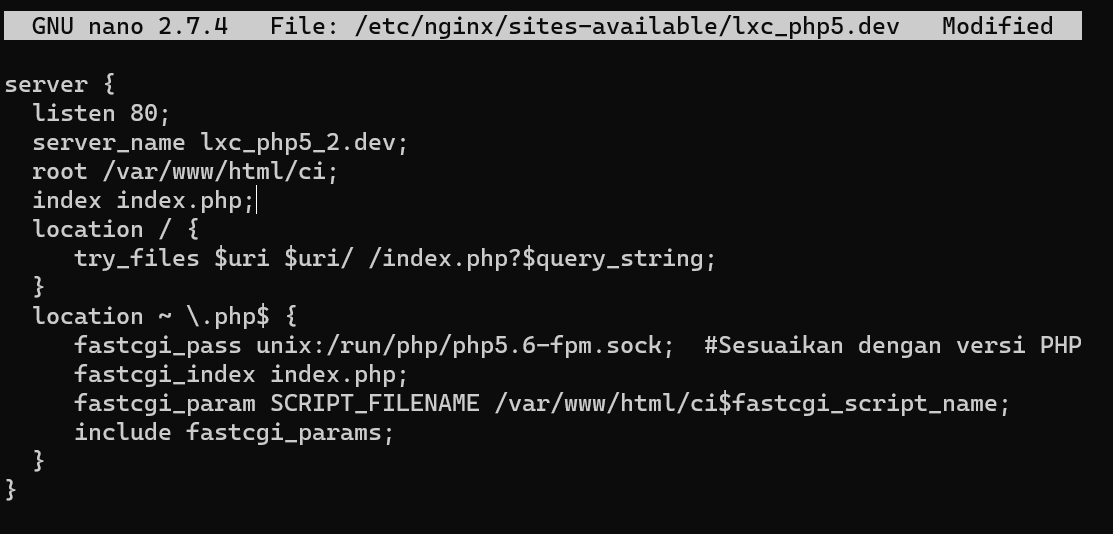 GNU nano 2.7.4   File: /etc/nginx/sites-available/lxc_php5.dev   Modified
server {
  listen 80;
  server_name lxc_php5_2.dev;
  root /var/www/html/ci;
  index index.php;
  location / {
     try_files $uri $uri/ /index.php?$query_string;
  }
  location ~ \.php$ {
     fastcgi_pass unix:/run/php/php5.6-fpm.sock;  #Sesuaikan dengan versi PHP
     fastcgi_index index.php;
     fastcgi_param SCRIPT_FILENAME /var/www/html/ci$fastcgi_script_name;
     include fastcgi_params;
  }
}